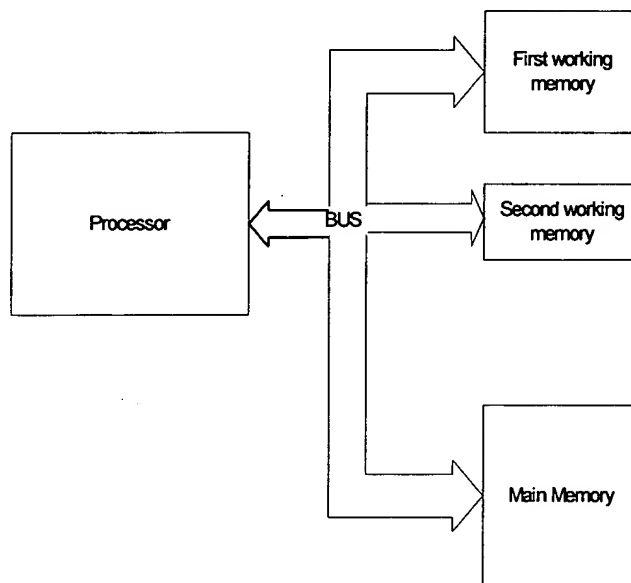 First working
memory
Processor
BUS
Second working
memory
Main Memory